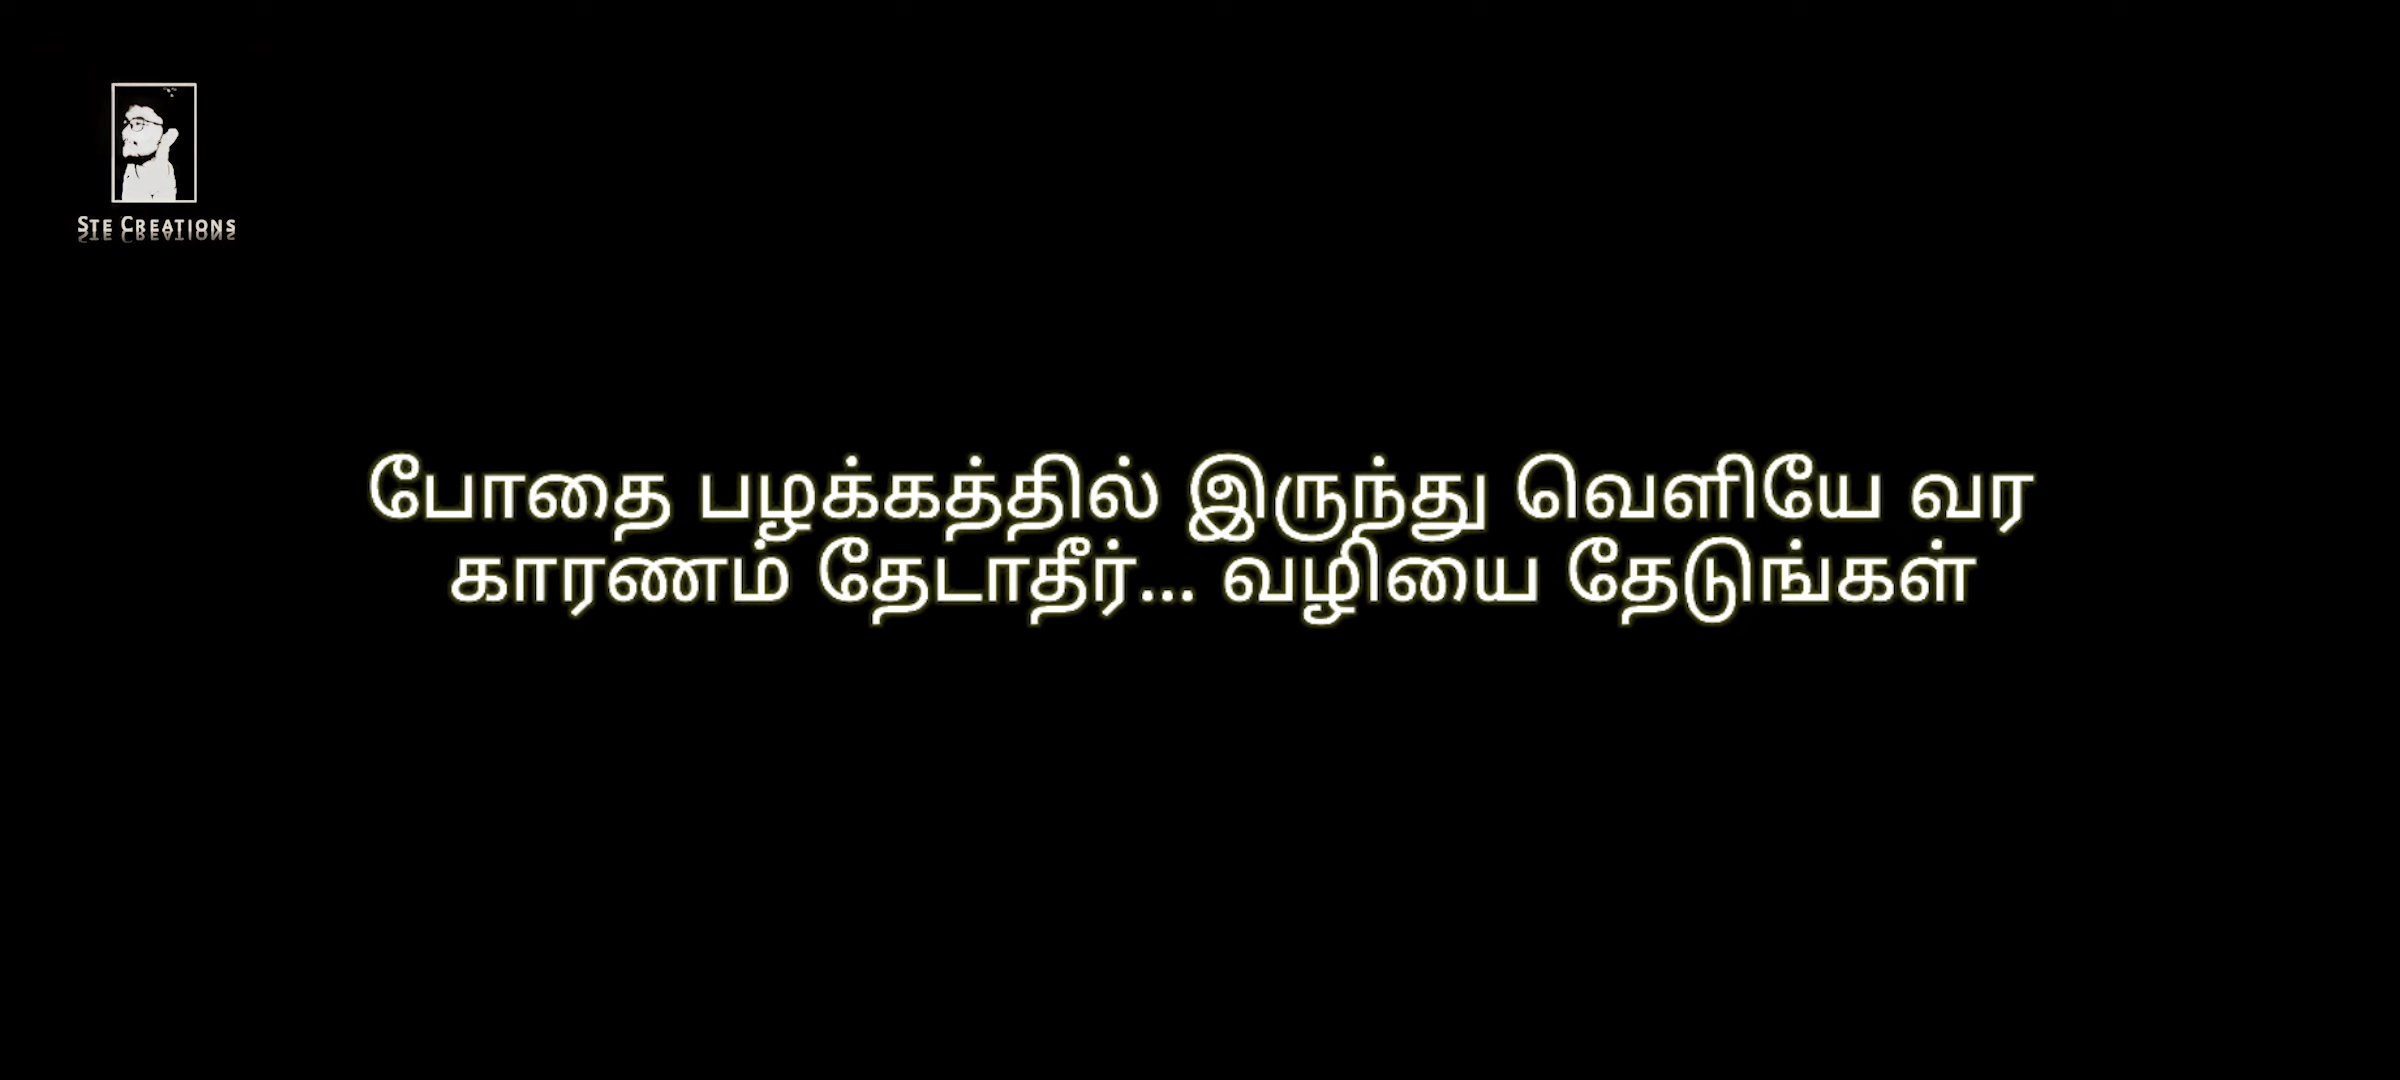 STE CREATIONS
போதை பழக்கத்தில் இருந்து வெளியே வர
காரணம் தேடாதீர்... வழியை தேடுங்கள்